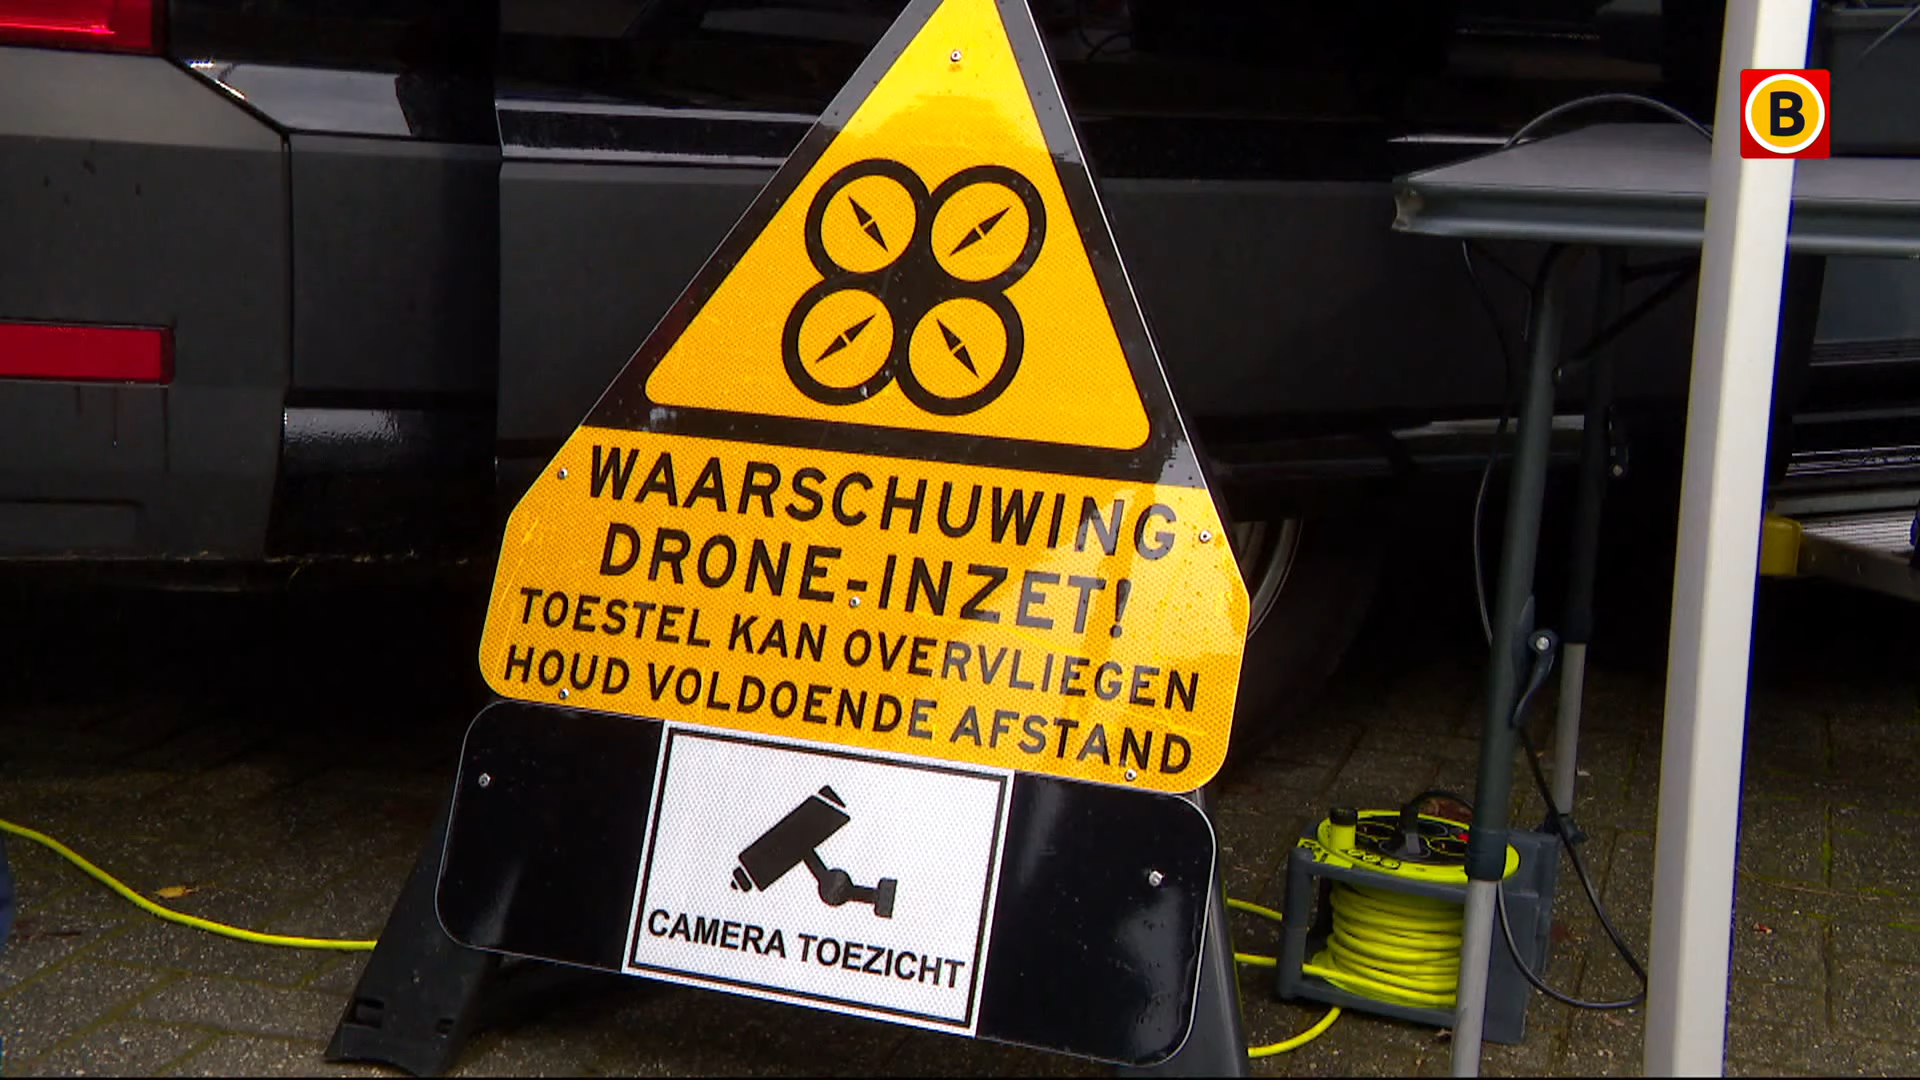 B
WAARSCHUWING
DRONE-INZET!
TOESTEL KAN OVERVLIEGEN
HOUD VOLDOENDE AFSTAND
CAMERA TOEZICHT